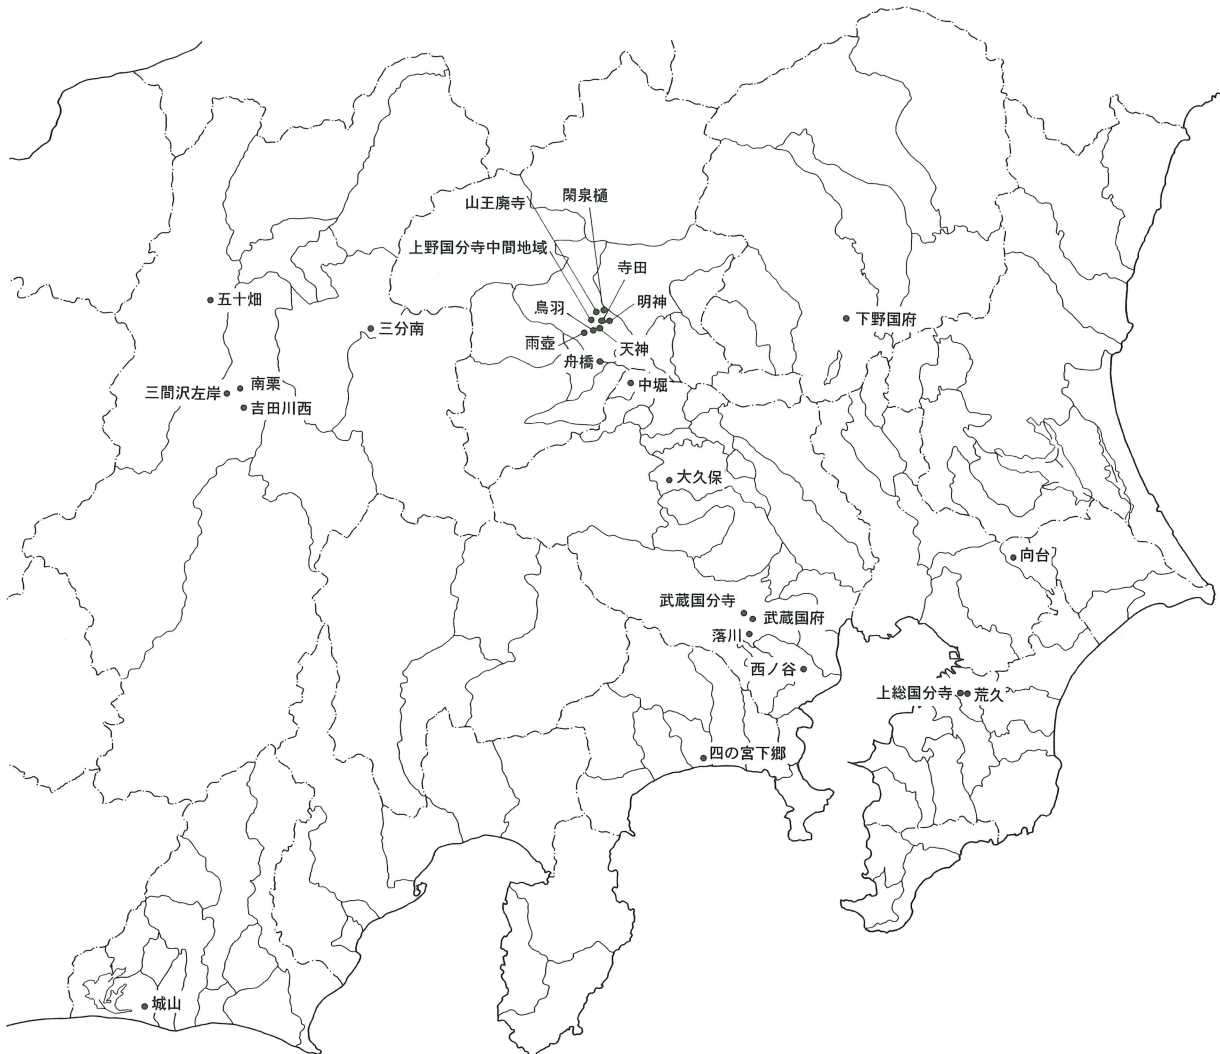 山王廃寺
閑泉樋
上野国分寺中間地域
寺田
鳥羽
明神
雨壺
天神
舟橋
中堀
五十畑
三分南
下野国府
三間沢左岸
南栗
吉田川西
大久保
向台
武蔵国分寺
武蔵国府
落川
西ノ谷
上総国分寺
荒久
四の宮下郷
城山